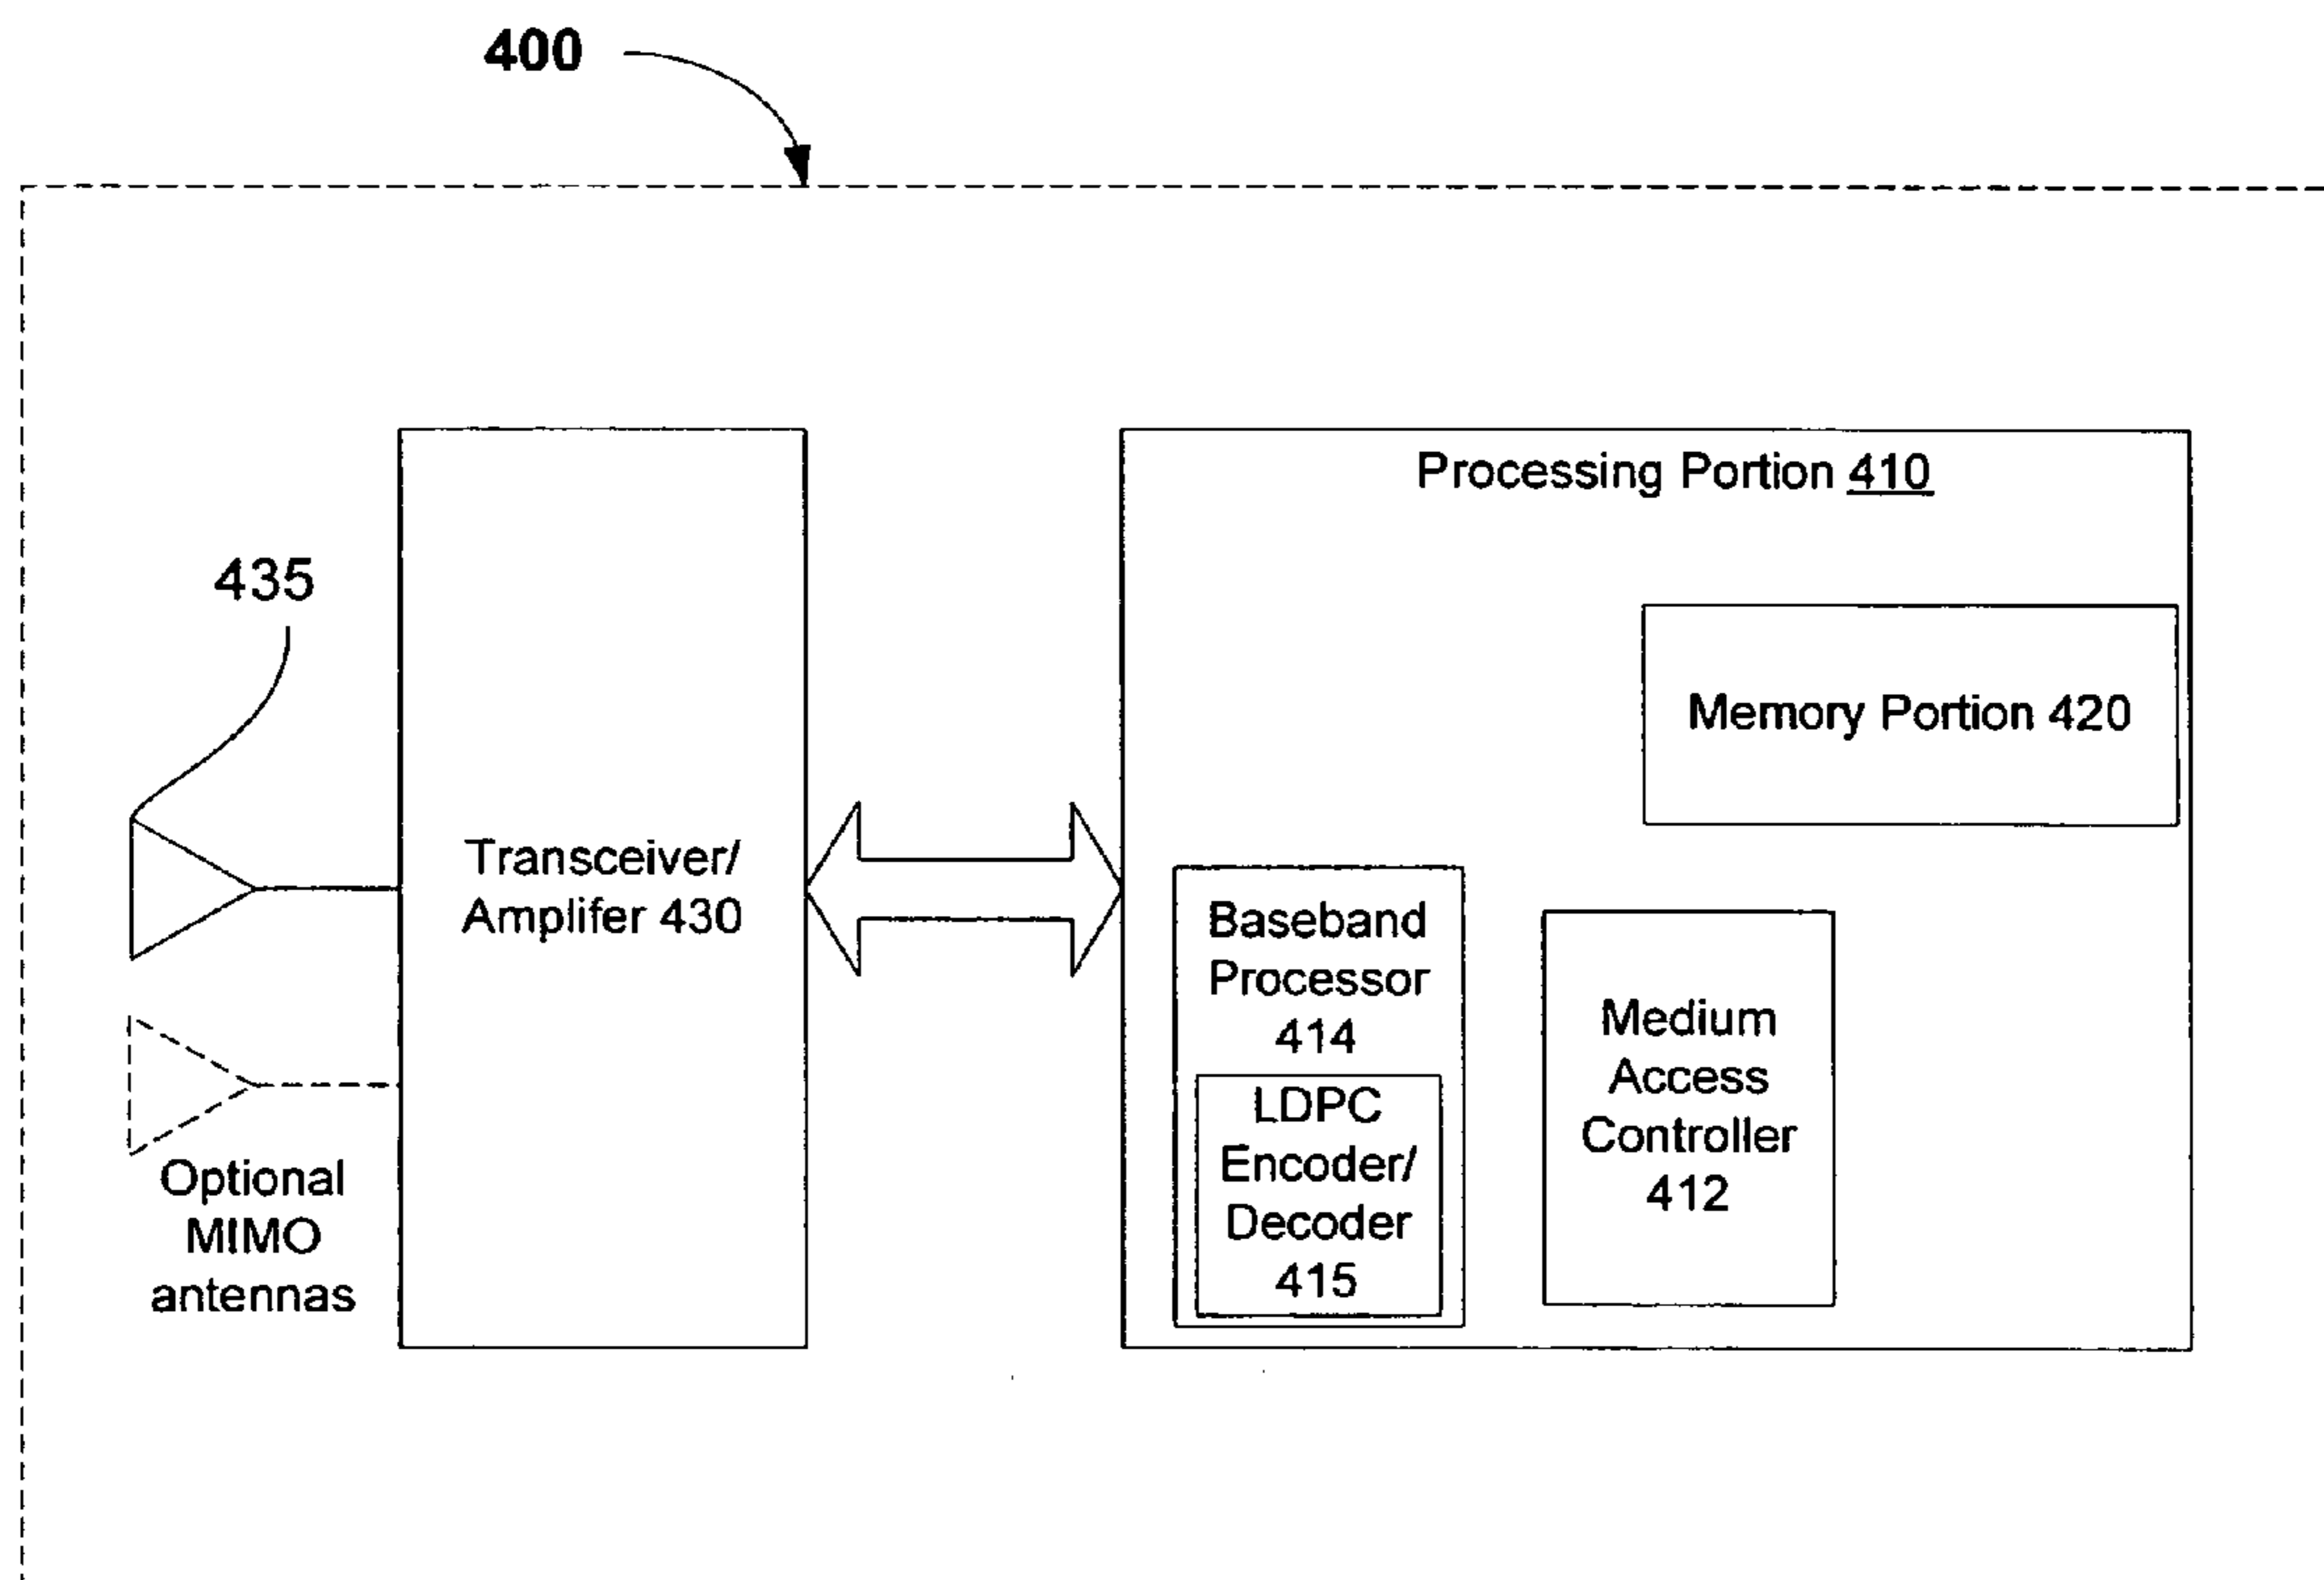 400
Processing Portion 410
435
Memory Portion 420
Transceiver/
Amplifer 430
Baseband
Processor
414
LDPC
Encoder/
Decoder
415
Medium
Access
Controller
412
Optional
MIMO
antennas